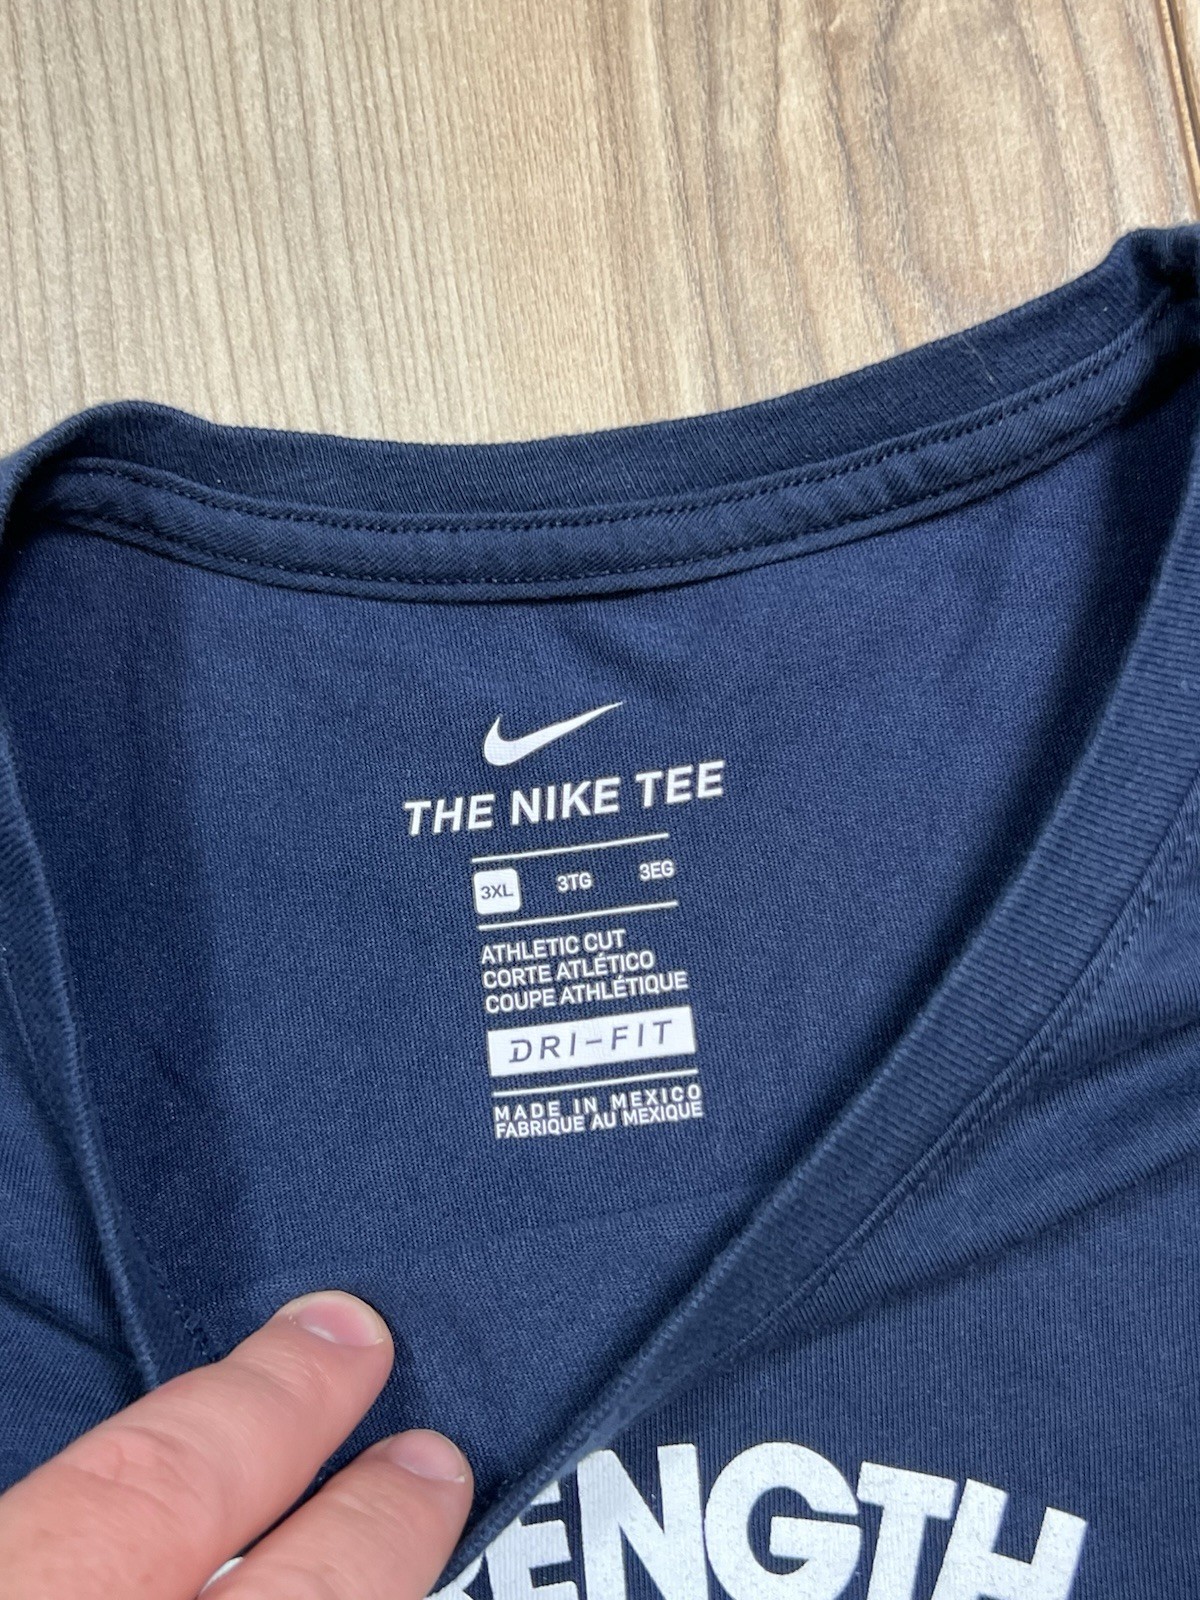 THE NIKE TEE
3XL 3TG 3EG
ATHLETIC CUT
CORTE ATLÉTICO
COUPE ATHLÉTIQUE
DRI-FIT
MADE IN MEXICO
FABRIQUE AU MEXIQUE